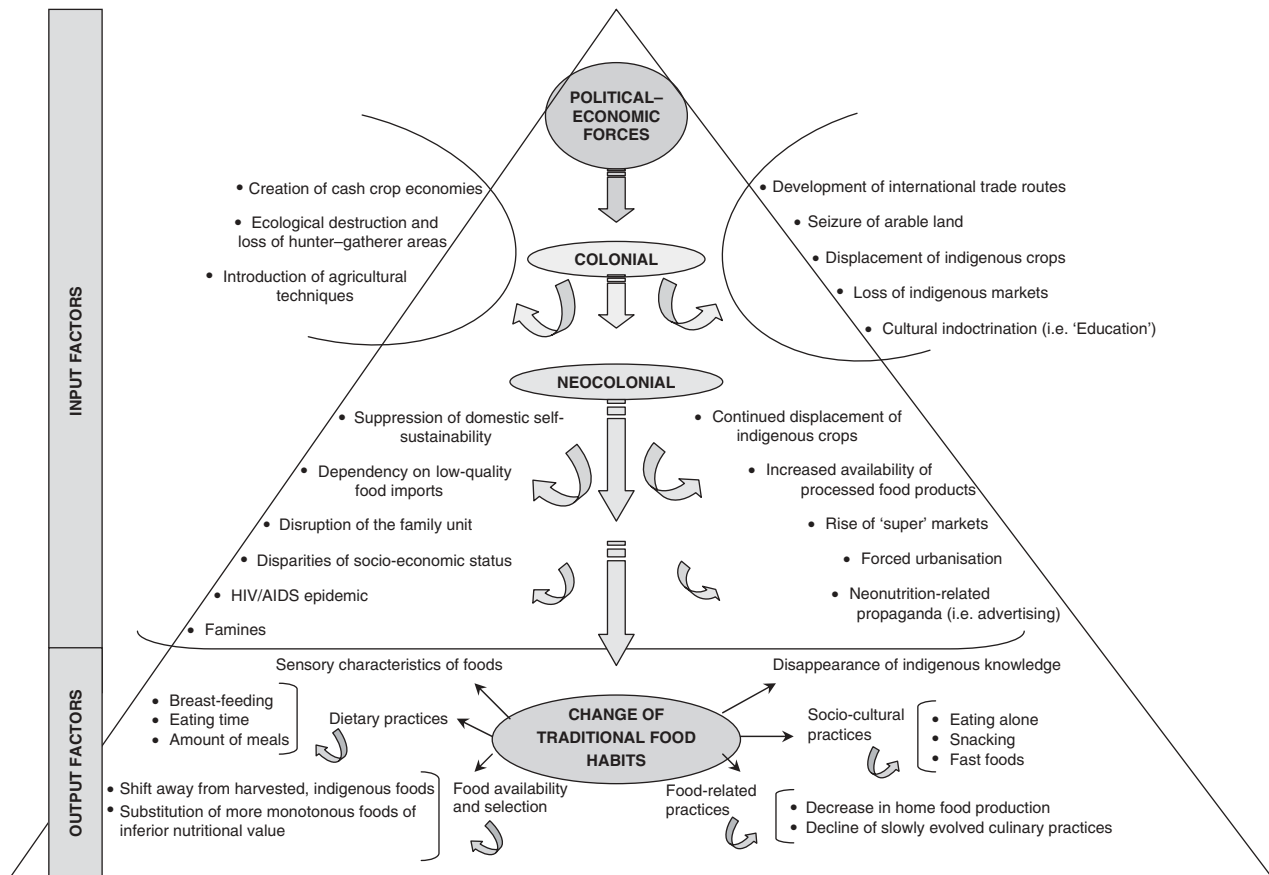 INPUT FACTORS
POLITICAL–
ECONOMIC
FORCES
• Creation of cash crop economies
• Ecological destruction and
loss of hunter–gatherer areas
• Introduction of agricultural
techniques
• Development of international trade routes
• Seizure of arable land
• Displacement of indigenous crops
• Loss of indigenous markets
• Cultural indoctrination (i.e. ‘Education’)
COLONIAL
NEOCOLONIAL
• Suppression of domestic self-
sustainability
• Dependency on low-quality
food imports
• Disruption of the family unit
• Disparities of socio-economic status
• HIV/AIDS epidemic
• Famines
• Continued displacement of
indigenous crops
• Increased availability of
processed food products
• Rise of ‘super’ markets
• Forced urbanisation
• Neonutrition-related
propaganda (i.e. advertising)
OUTPUT FACTORS
CHANGE OF
TRADITIONAL FOOD
HABITS
Sensory characteristics of foods
Dietary practices
• Breast-feeding
• Eating time
• Amount of meals
Food availability
and selection
• Shift away from harvested, indigenous foods
• Substitution of more monotonous foods of
inferior nutritional value
Disappearance of indigenous knowledge
Socio-cultural
practices
• Eating alone
• Snacking
• Fast foods
Food-related
practices
• Decrease in home food production
• Decline of slowly evolved culinary practices